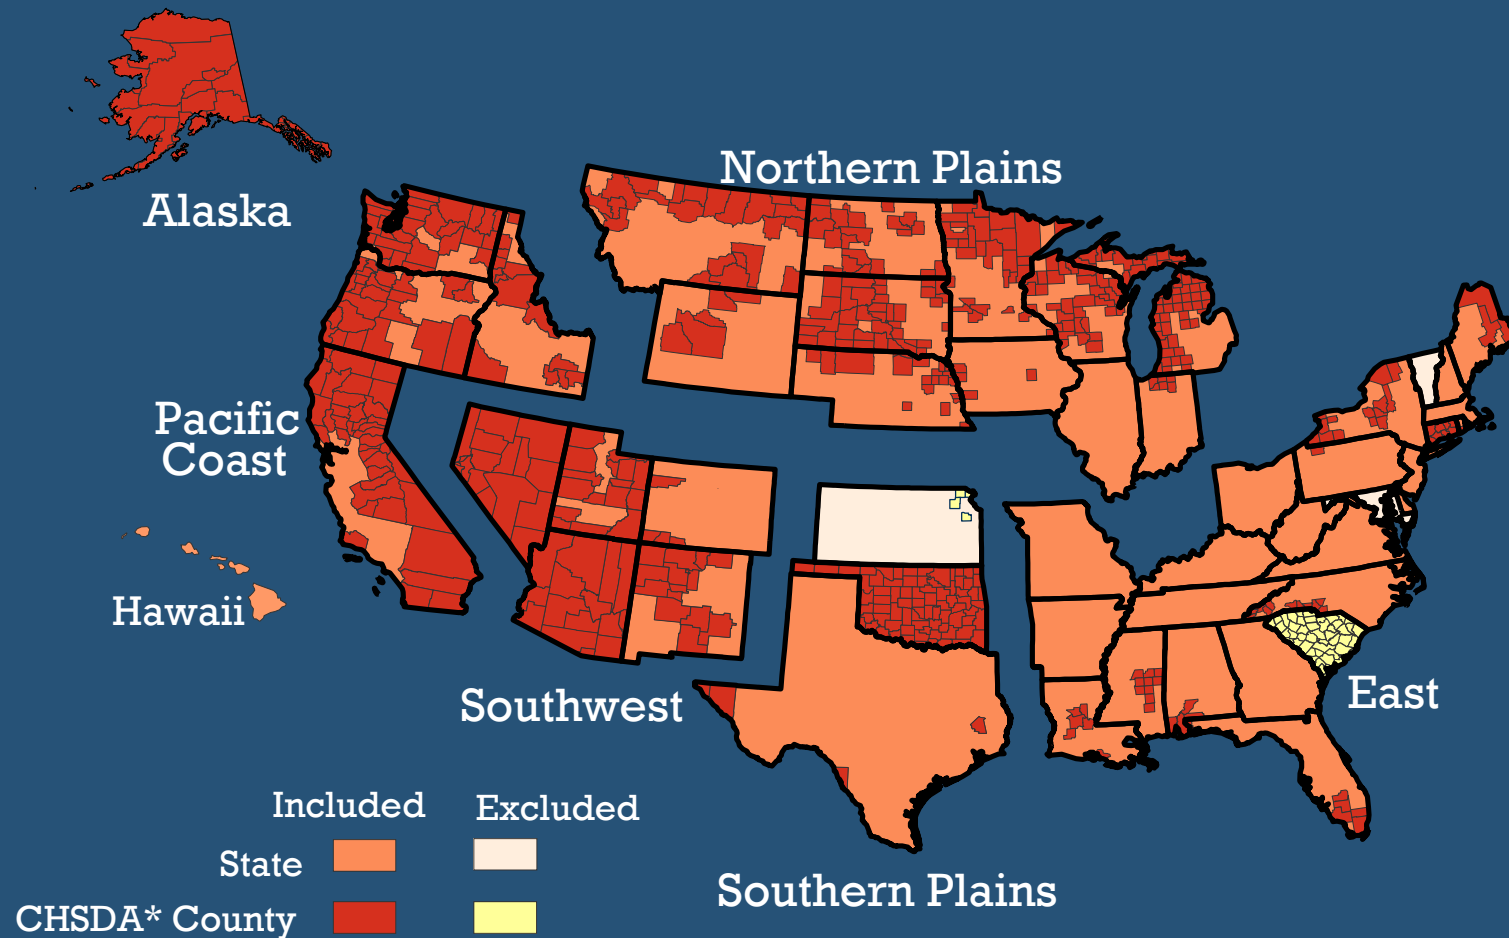 Northern Plains
Alaska
Pacific
Coast
Hawaii
Southwest
East
Southern Plains
Included Excluded
State
CHSDA* County